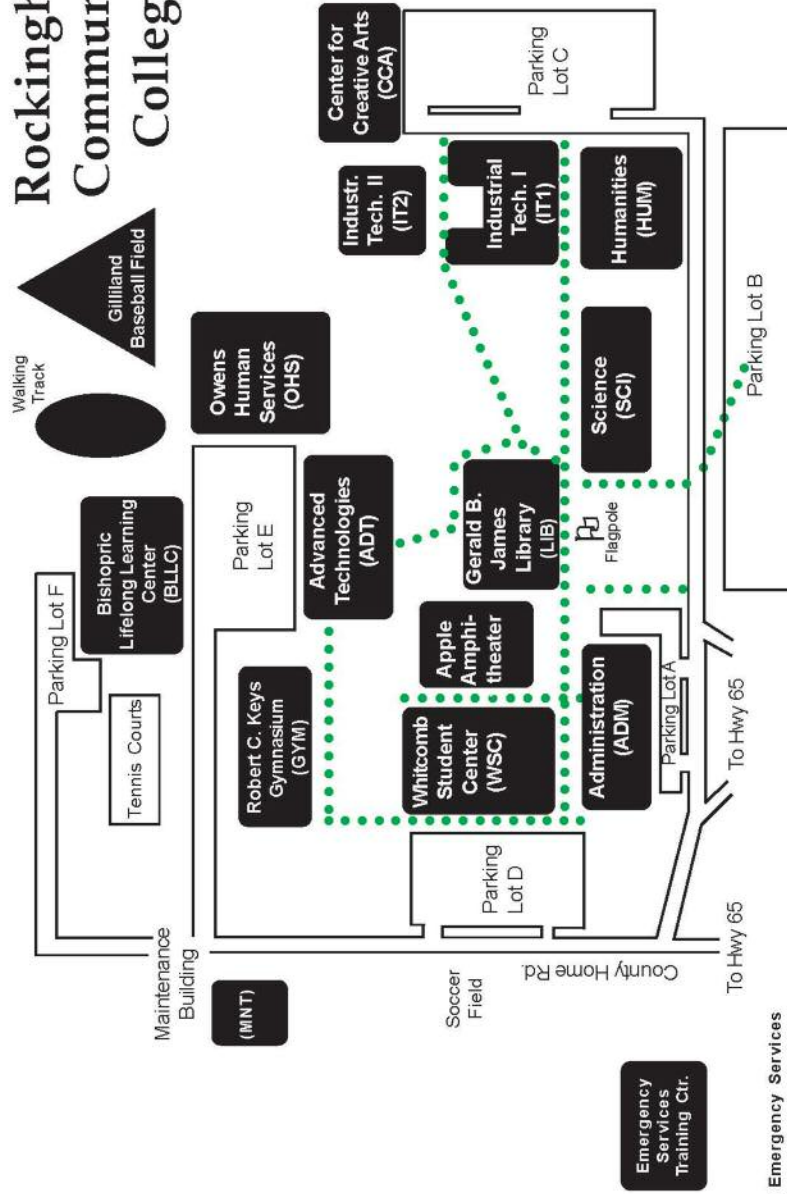 Rockingh
Commun
Colleg
Walking
Track
Gilliland
Baseball Field
Center for
Creative Arts
(CCA)
Parking
Lot C
Industr.
Tech. II
(IT2)
Industrial
Tech. I
(IT1)
Humanities
(HUM)
Owens
Human
Services
(OHS)
Parking Lot F
Bishopric
Lifelong Learning
Center
(BLLC)
Parking
Lot E
Tennis Courts
Advanced
Technologies
(ADT)
Robert C. Keys
Gymnasium
(GYM)
Gerald B.
James
Library
(LIB)
Science
(SCI)
Parking Lot B
Flagpole
Apple
Amphi-
theater
Whitcomb
Student
Center
(WSC)
Administration
(ADM)
Parking Lot A
To Hwy 65
Parking
Lot D
Maintenance
Building
(MNT)
Soccer
Field
County Home Rd.
To Hwy 65
Emergency
Services
Training Ctr.
Emergency Services